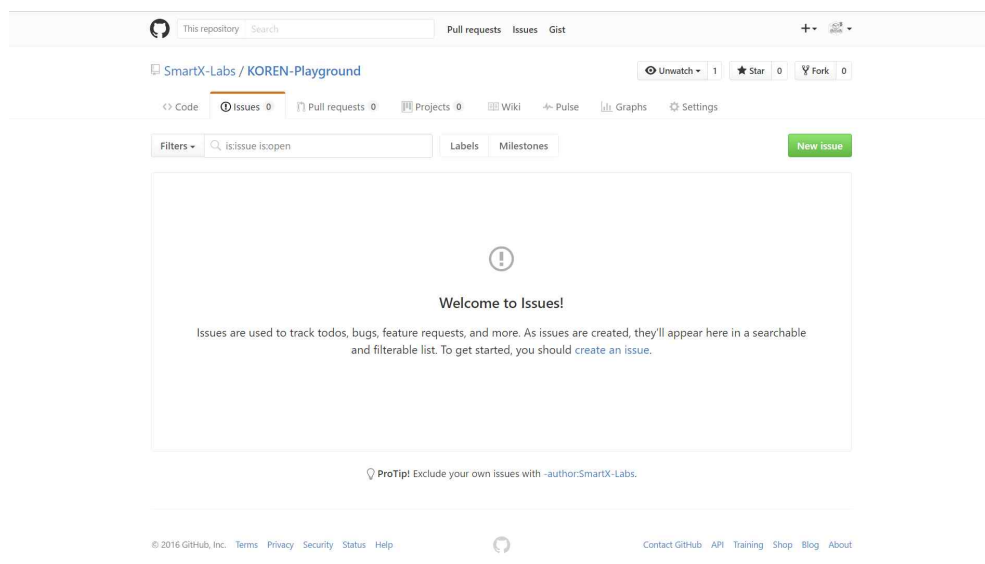 This repository Search Pull requests Issues Gist
SmartX-Labs / KOREN-Playground Unwatch 1 Star 0 Fork 0
Code Issues 0 Pull requests 0 Projects 0 Wiki Pulse Graphs Settings
Filters is:issue is:open Labels Milestones New issue
Welcome to Issues!
Issues are used to track todos, bugs, feature requests, and more. As issues are created, they'll appear here in a searchable
and filterable list. To get started, you should create an issue.
ProTip! Exclude your own issues with -author:SmartX-Labs.
© 2016 GitHub, Inc. Terms Privacy Security Status Help Contact GitHub API Training Shop Blog About